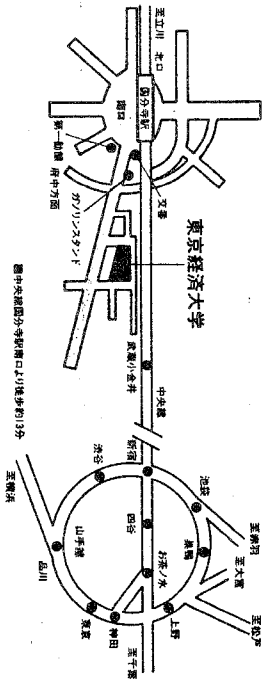 至立川
北口
国分寺駅
南口
第一勧銀
府中方面
ガソリンスタンド
交番
東京経済大学
武蔵小金井
中央線
国中央線国分寺駅南口より徒歩約13分
新宿
渋谷
四谷
池袋
巣鴨
お茶ノ水
山手線
至横浜
品川
東京
神田
上野
至赤羽
至大宮
至松戸
至千葉